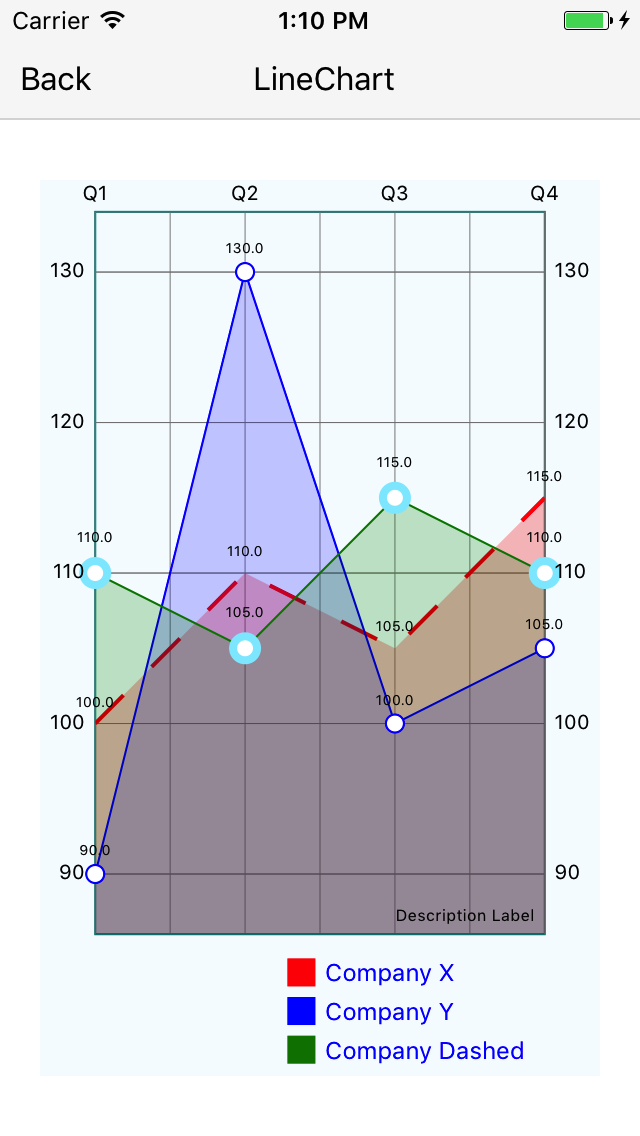 Carrier 1:10 PM
Back LineChart
Q1 Q2 Q3 Q4
130.0
130 130
120 120
115.0
115.0
110.0 110.0
110.0
110 110
105.0
105.0 105.0
100.0 100.0
100 100
90.0
90 90
Description Label
Company X
Company Y
Company Dashed